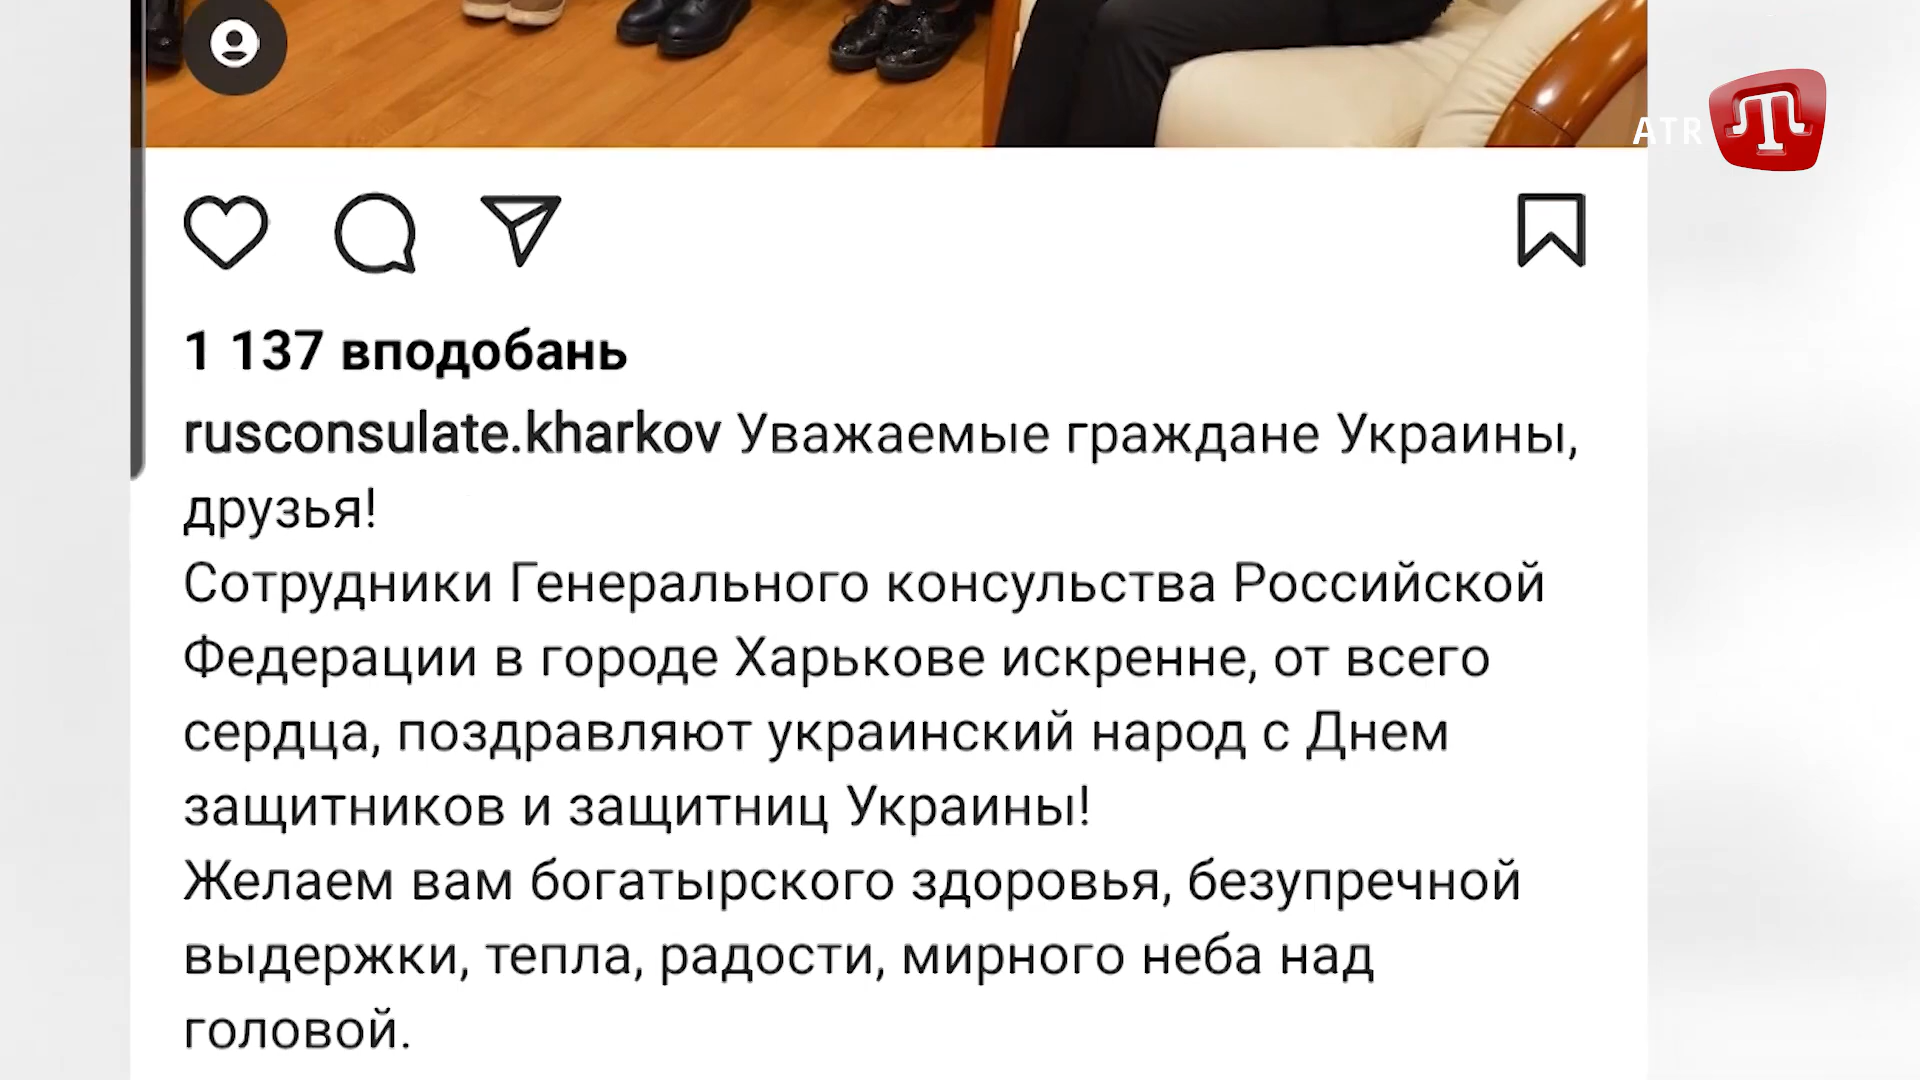 ATR
1 137 вподобань
rusconsulate.kharkov Уважаемые граждане Украины,
друзья!
Сотрудники Генерального консульства Российской
Федерации в городе Харькове искренне, от всего
сердца, поздравляют украинский народ с Днем
защитников и защитниц Украины!
Желаем вам богатырского здоровья, безупречной
выдержки, тепла, радости, мирного неба над
головой.